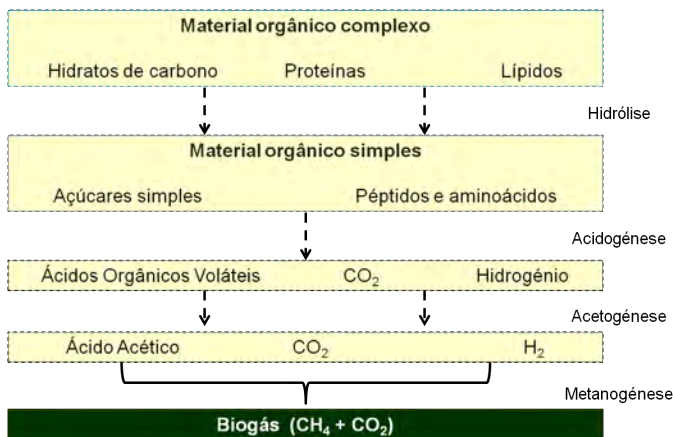 Material orgânico complexo
Hidratos de carbono Proteínas Lípidos
Hidrólise
Material orgânico simples
Açúcares simples Péptidos e aminoácidos
Acidogénese
Ácidos Orgânicos Voláteis CO₂ Hidrogénio
Acetogénese
Ácido Acético CO₂ H₂
Metanogénese
Biogás (CH₄ + CO₂)